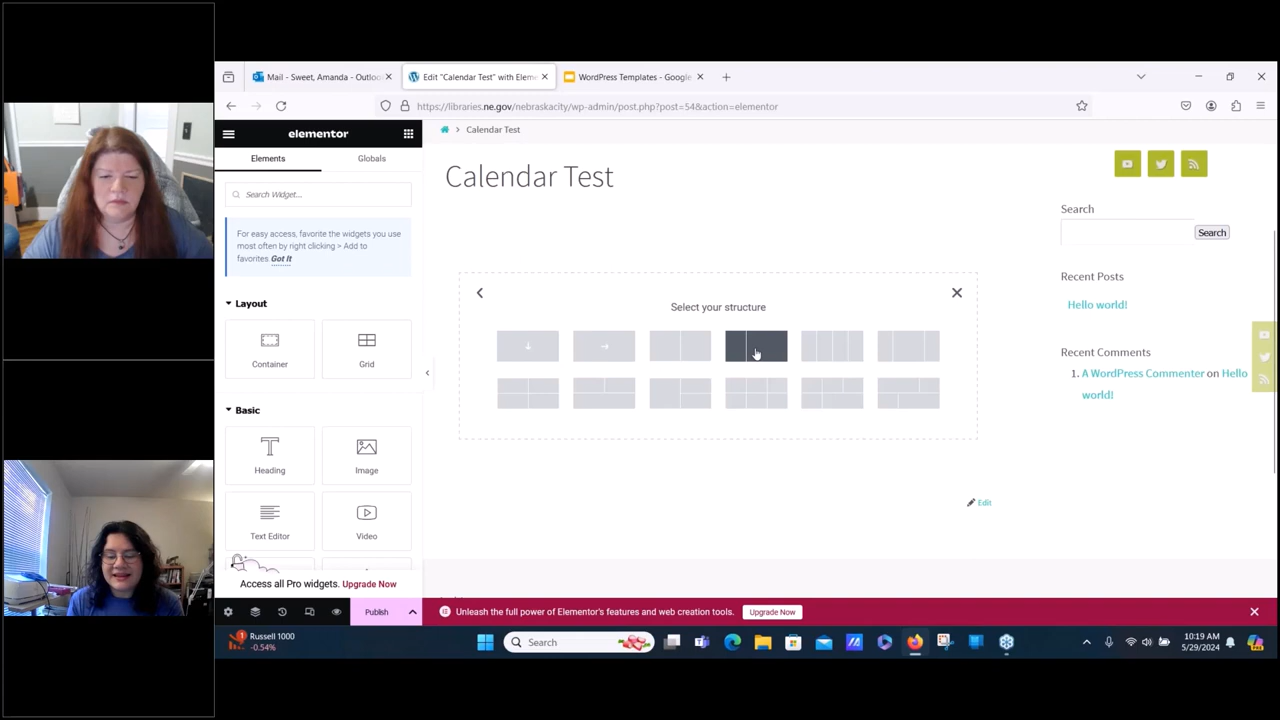 Mail - Sweet, Amanda - Outloo
Edit "Calendar Test" with Elem
WordPress Templates - Google
https://libraries.ne.gov/nebraskacity/wp-admin/post.php?post=54&action=elementor
elementor
Elements
Globals
Search Widget...
For easy access, favorite the widgets you
use most often by right clicking > Add to
favorites. Got It
Layout
Container
Grid
Basic
Heading
Image
Text Editor
Video
Access all Pro widgets. Upgrade Now
Publish
Calendar Test
Calendar Test
Select your structure
Edit
Search
Search
Recent Posts
Hello world!
Recent Comments
1. A WordPress Commenter on Hello
world!
Unleash the full power of Elementor's features and web creation tools.
Upgrade Now
1
Russell 1000
-0.54%
Search
10:19 AM
5/29/2024